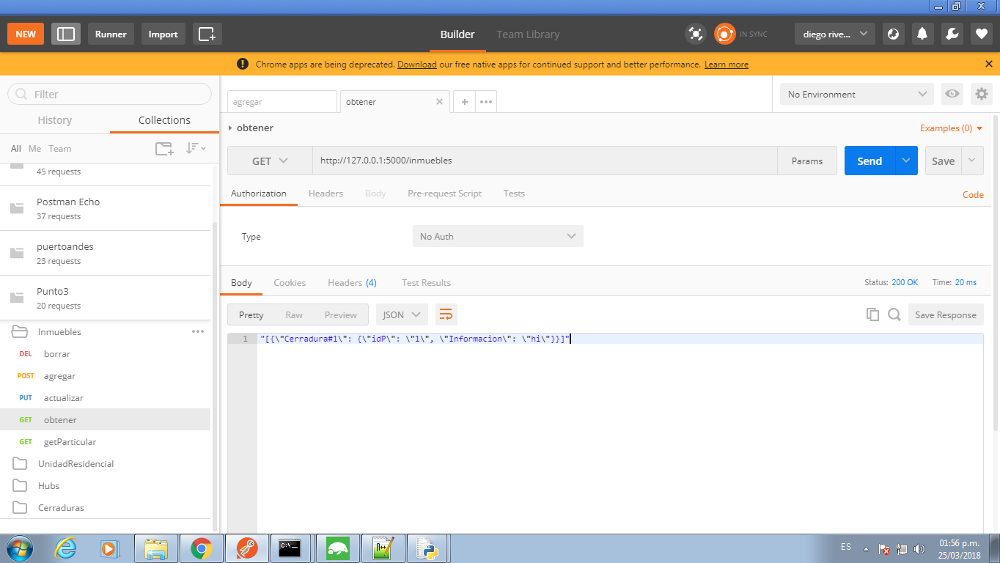 NEW
Runner
Import
Builder
Team Library
IN SYNC
diego rive...
Chrome apps are being deprecated. Download our free native apps for continued support and better performance. Learn more
Filter
History
Collections
All Me Team
45 requests
Postman Echo
37 requests
puertoandes
23 requests
Punto3
20 requests
Inmuebles
DEL borrar
POST agregar
PUT actualizar
GET obtener
GET getParticular
UnidadResidencial
Hubs
Cerraduras
agregar
obtener
No Environment
obtener
Examples (0)
GET
http://127.0.0.1:5000/inmuebles
Params
Send
Save
Authorization
Headers
Body
Pre-request Script
Tests
Code
Type
No Auth
Body
Cookies
Headers (4)
Test Results
Status: 200 OK
Time: 20 ms
Pretty
Raw
Preview
JSON
Save Response
1 "[{\"Cerradura#1\": {\"idP\": \"1\", \"Informacion\": \"hi\"}}]"
ES
01:56 p.m.
25/03/2018